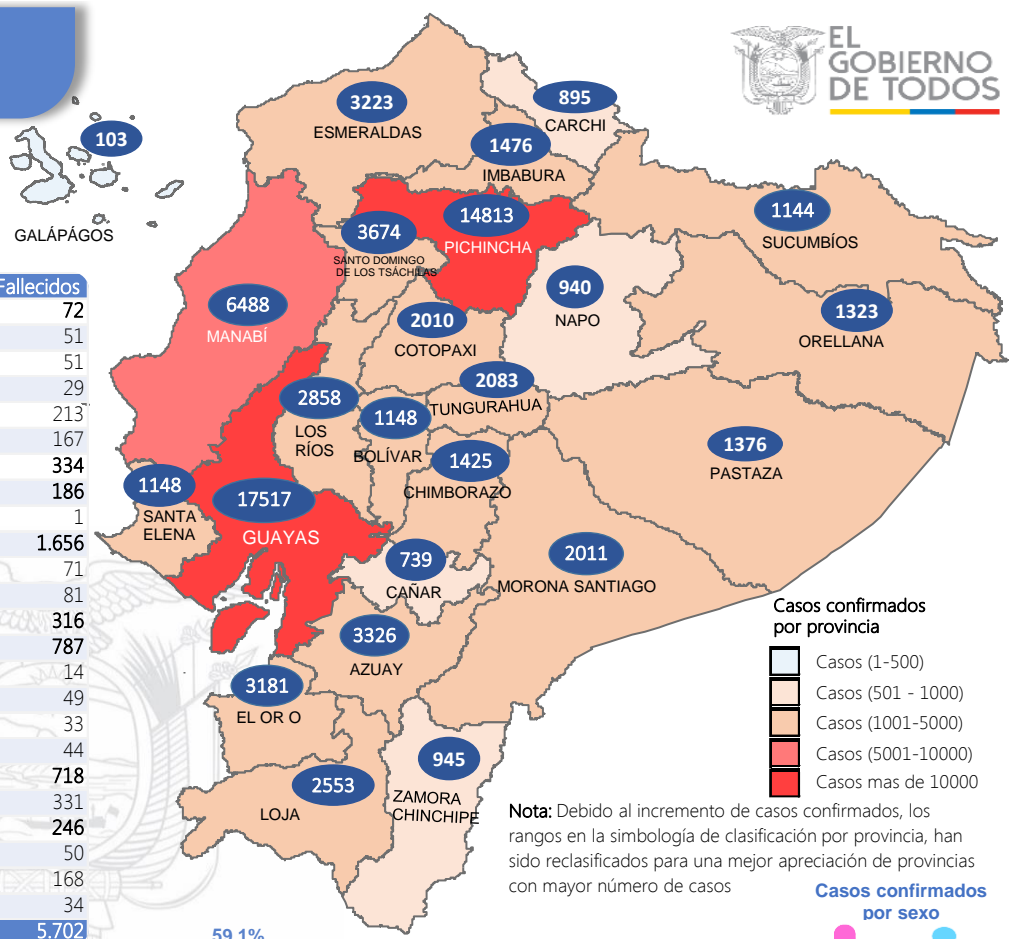 EL
GOBIERNO
DE TODOS
3223
ESMERALDAS
895
CARCHI
103
GALÁPÁGOS
1476
IMBABURA
14813
PICHINCHA
1144
SUCUMBÍOS
3674
SANTO DOMINGO
DE LOS TSÁCHILAS
6488
MANABÍ
940
NAPO
1323
ORELLANA
2010
COTOPAXI
2083
TUNGURAHUA
2858
LOS
RÍOS
1148
BOLÍVAR
1425
CHIMBORAZO
1376
PASTAZA
1148
SANTA
ELENA
17517
GUAYAS
739
CAÑAR
2011
MORONA SANTIAGO
3326
AZUAY
3181
EL OR O
2553
LOJA
945
ZAMORA
CHINCHIPE
Fallecidos
72
51
51
29
213
167
334
186
1
1.656
71
81
316
787
14
49
33
44
718
331
246
50
168
34
5.702
59.1%
Casos confirmados
por provincia
Casos (1-500)
Casos (501 - 1000)
Casos (1001-5000)
Casos (5001-10000)
Casos mas de 10000
Nota: Debido al incremento de casos confirmados, los
rangos en la simbología de clasificación por provincia, han
sido reclasificados para una mejor apreciación de provincias
con mayor número de casos
Casos confirmados
por sexo